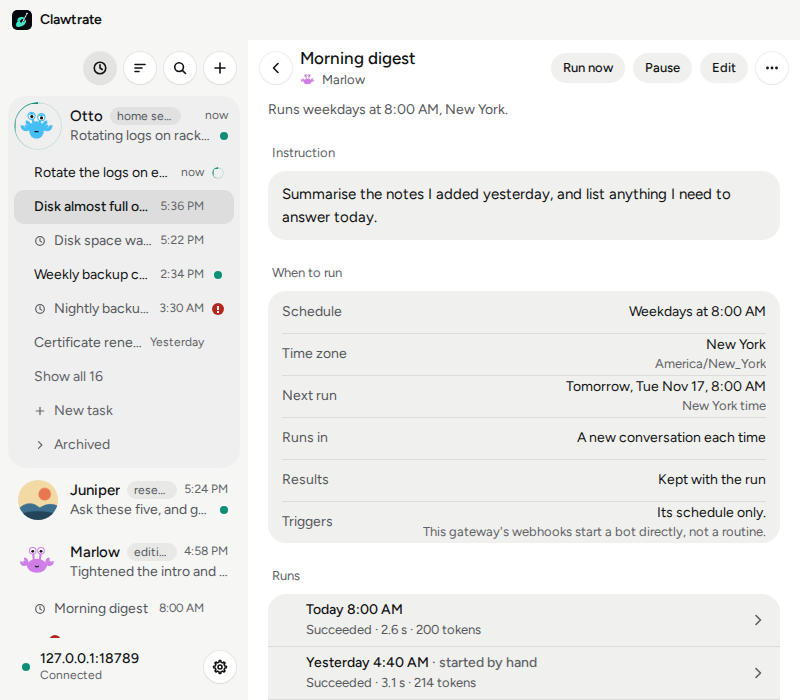 Clawtrate
Otto
home se...
now
Rotating logs on rack...
Rotate the logs on e...
now
Disk almost full o...
5:36 PM
Disk space wa...
5:22 PM
Weekly backup c...
2:34 PM
Nightly backu...
3:30 AM
Certificate rene...
Yesterday
Show all 16
New task
Archived
Juniper
rese...
5:24 PM
Ask these five, and g...
Marlow
editi...
4:58 PM
Tightened the intro and ...
Morning digest
8:00 AM
127.0.0.1:18789
Connected
Morning digest
Marlow
Run now
Pause
Edit
Runs weekdays at 8:00 AM, New York.
Instruction
Summarise the notes I added yesterday, and list anything I need to
answer today.
When to run
Schedule
Weekdays at 8:00 AM
Time zone
New York
America/New_York
Next run
Tomorrow, Tue Nov 17, 8:00 AM
New York time
Runs in
A new conversation each time
Results
Kept with the run
Triggers
Its schedule only.
This gateway's webhooks start a bot directly, not a routine.
Runs
Today 8:00 AM
Succeeded · 2.6 s · 200 tokens
Yesterday 4:40 AM · started by hand
Succeeded · 3.1 s · 214 tokens